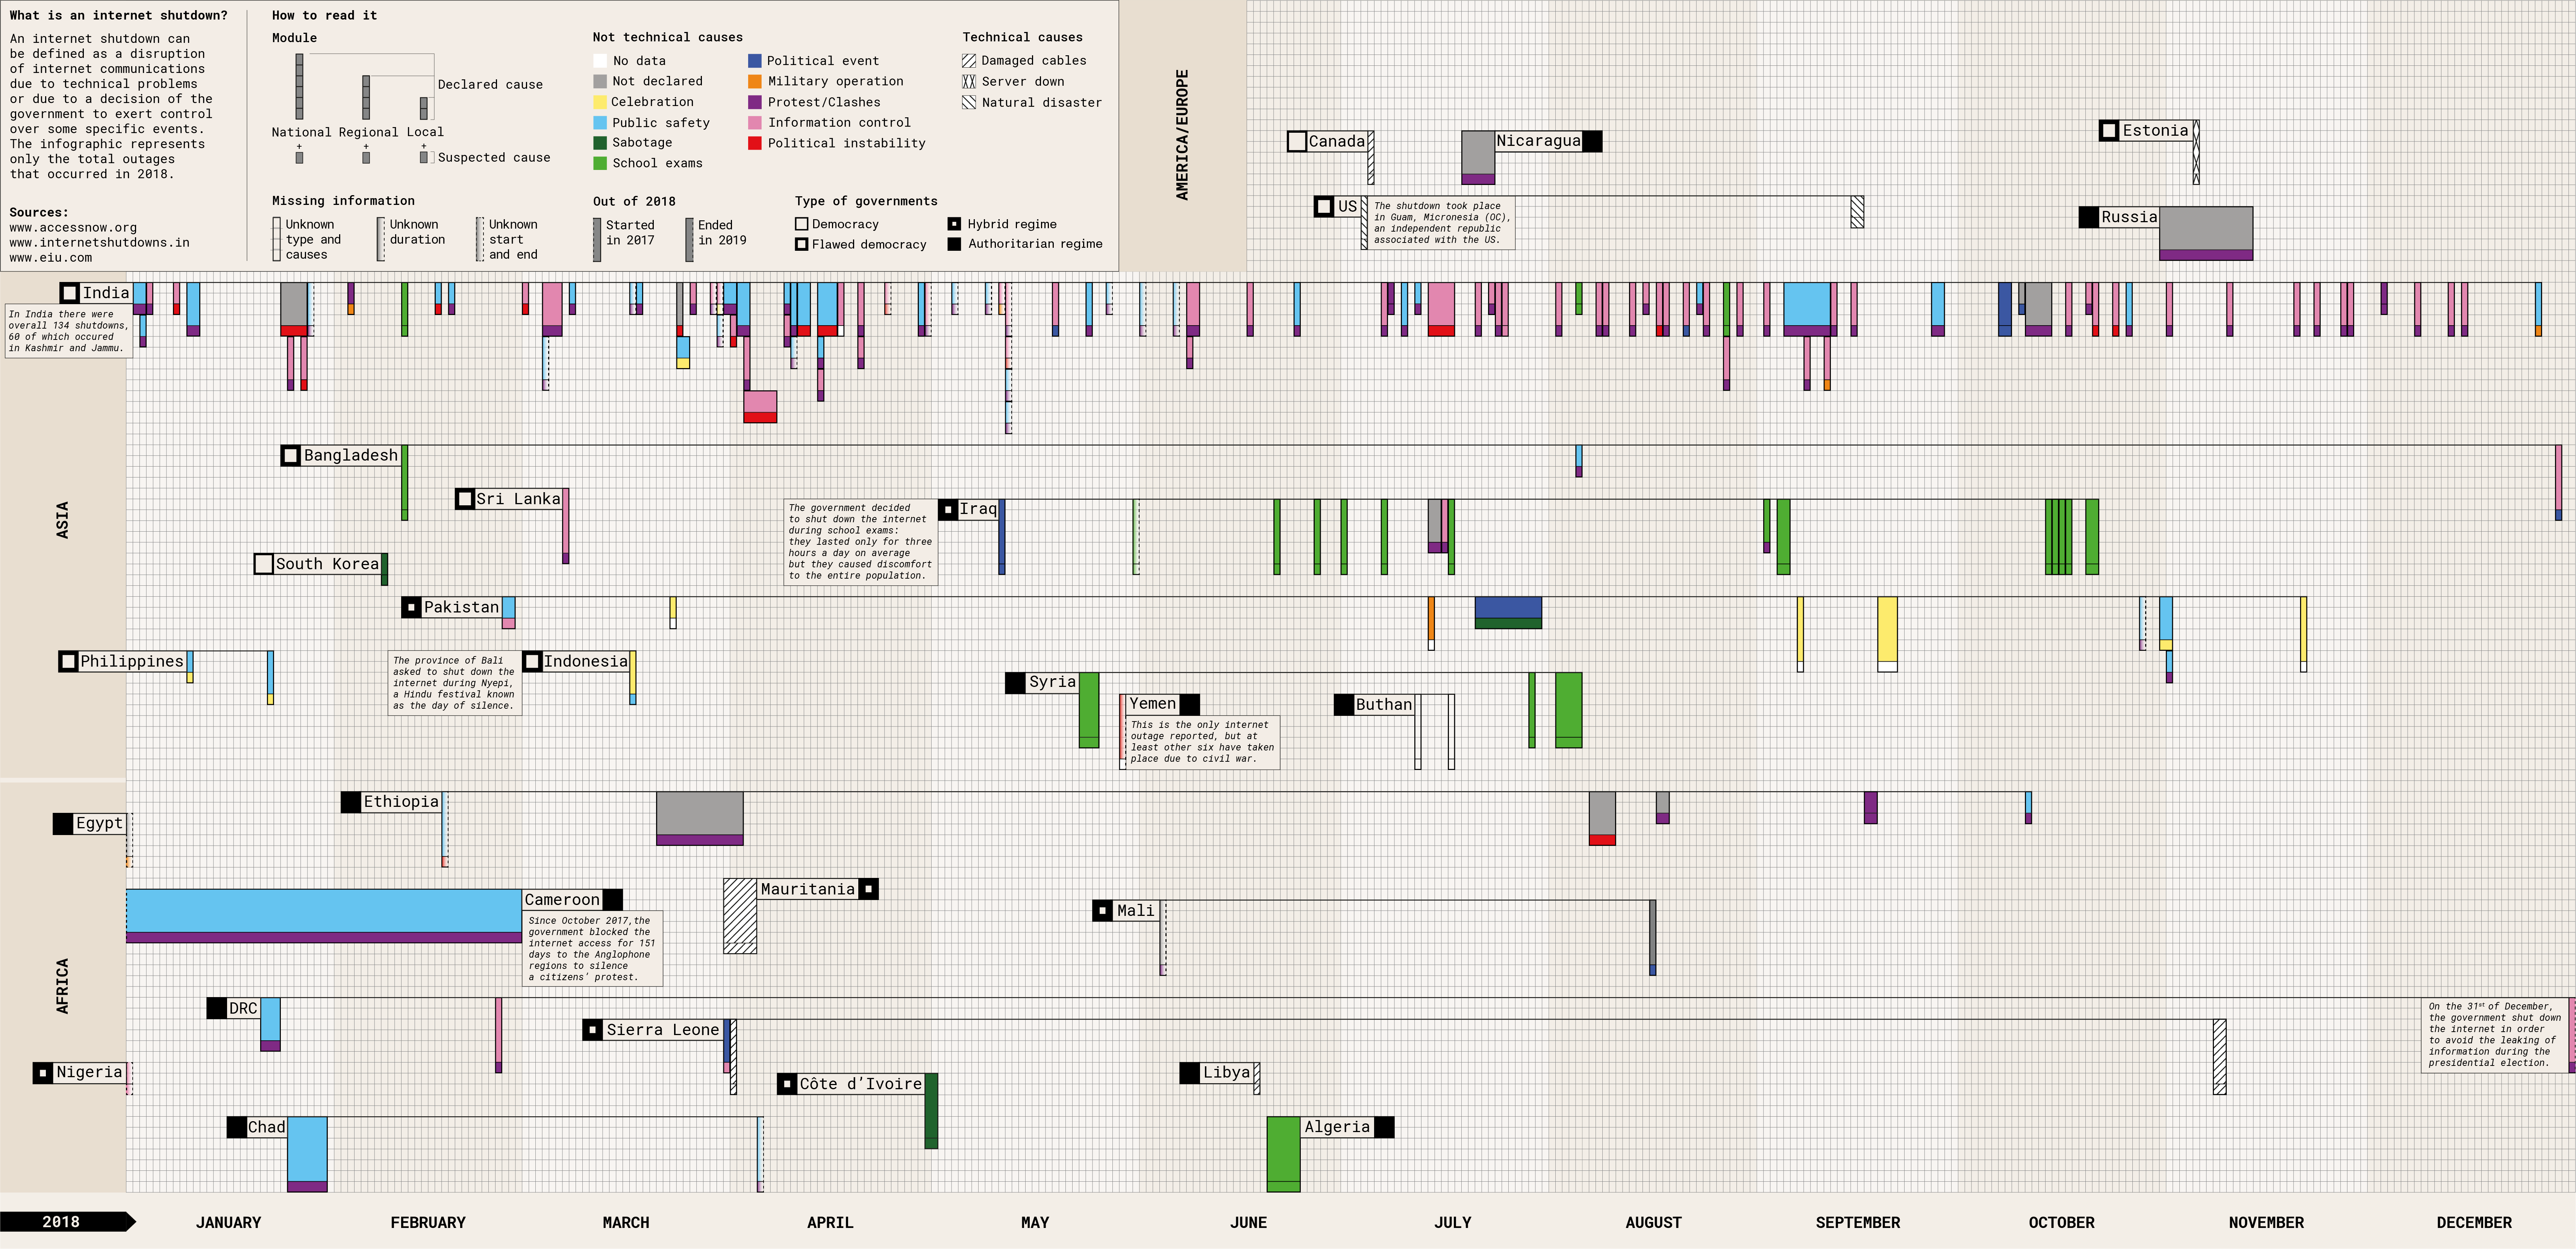 What is an internet shutdown?
An internet shutdown can
be defined as a disruption
of internet communications
due to technical problems
or due to a decision of the
government to exert control
over some specific events.
The infographic represents
only the total outages
that occurred in 2018.
Sources:
www.accessnow.org
www.internetshutdowns.in
www.eiu.com
How to read it
Module
Declared cause
National
Regional
Local
+
+
+
Suspected cause
Missing information
Unknown
type and
causes
Unknown
duration
Unknown
start
and end
Not technical causes
No data
Not declared
Celebration
Public safety
Sabotage
School exams
Political event
Military operation
Protest/Clashes
Information control
Political instability
Technical causes
Damaged cables
Server down
Natural disaster
Out of 2018
Started
in 2017
Ended
in 2019
Type of governments
Democracy
Flawed democracy
Hybrid regime
Authoritarian regime
AMERICA/EUROPE
Canada
Nicaragua
Estonia
US
The shutdown took place
in Guam, Micronesia (OC),
an independent republic
associated with the US.
Russia
ASIA
India
In India there were
overall 134 shutdowns,
60 of which occured
in Kashmir and Jammu.
Bangladesh
Sri Lanka
The government decided
to shut down the internet
during school exams:
they lasted only for three
hours a day on average
but they caused discomfort
to the entire population.
Iraq
South Korea
Pakistan
Philippines
The province of Bali
asked to shut down the
internet during Nyepi,
a Hindu festival known
as the day of silence.
Indonesia
Syria
Yemen
This is the only internet
outage reported, but at
least other six have taken
place due to civil war.
Buthan
AFRICA
Ethiopia
Egypt
Cameroon
Since October 2017,the
government blocked the
internet access for 151
days to the Anglophone
regions to silence
a citizens' protest.
Mauritania
Mali
DRC
Sierra Leone
On the 31st of December,
the government shut down
the internet in order
to avoid the leaking of
information during the
presidential election.
Nigeria
Côte d'Ivoire
Libya
Chad
Algeria
2018
JANUARY
FEBRUARY
MARCH
APRIL
MAY
JUNE
JULY
AUGUST
SEPTEMBER
OCTOBER
NOVEMBER
DECEMBER